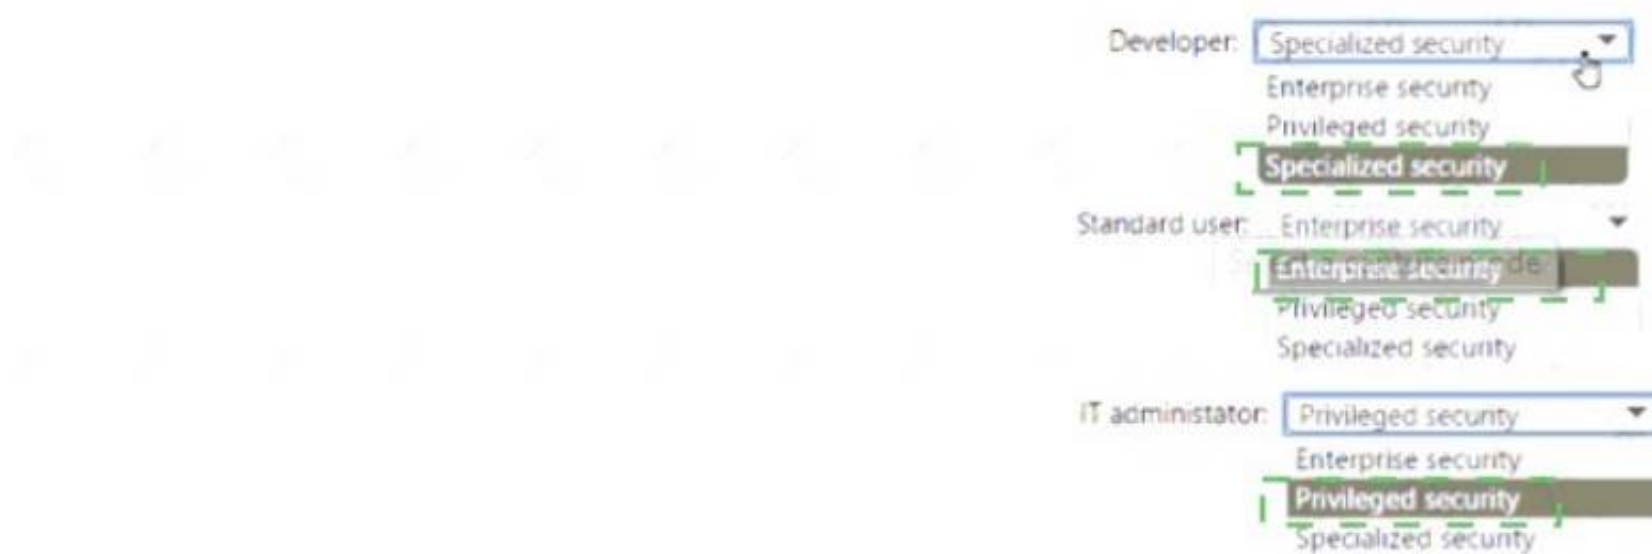 Developer: Specialized security
Enterprise security
Privileged security
Specialized security
Standard user: Enterprise security
Enterprise security
Privileged security
Specialized security
IT administator: Privileged security
Enterprise security
Privileged security
Specialized security